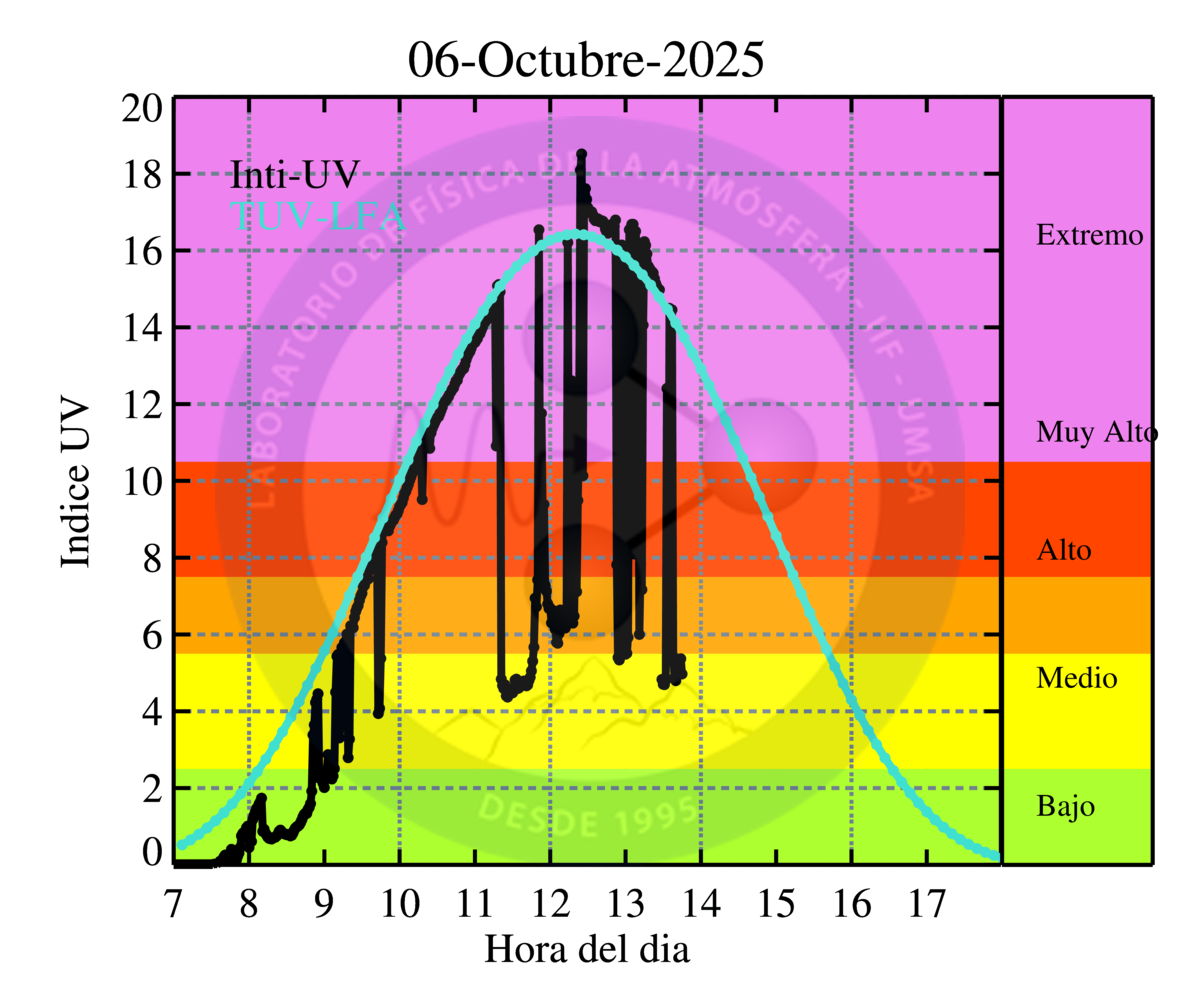 06-Octubre-2025
20
18
16
14
12
10
8
6
4
2
0
Indice UV
Inti-UV
TUV-LFA
LABORATORIO DE FÍSICA DE LA ATMÓSFERA - IIF - UMSA
DESDE 1995
Extremo
Muy Alto
Alto
Medio
Bajo
7 8 9 10 11 12 13 14 15 16 17
Hora del dia